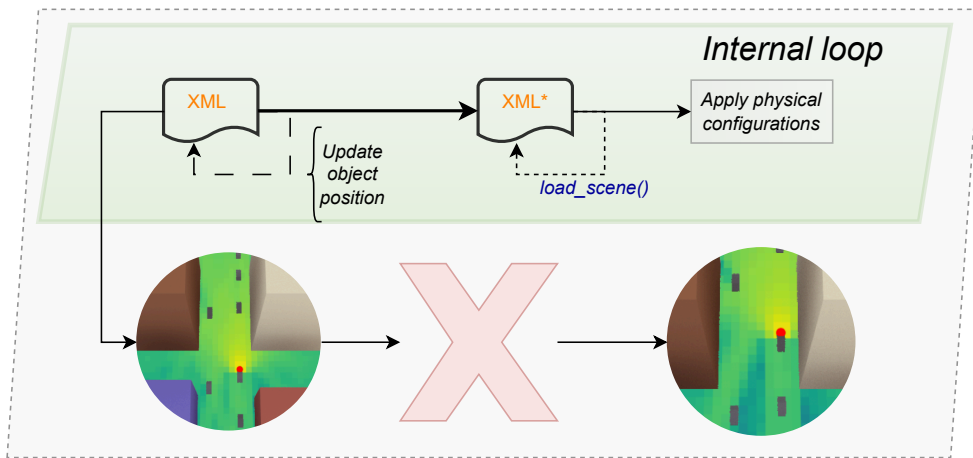 Internal loop
XML
XML*
Apply physical
configurations
Update
object
position
load_scene()